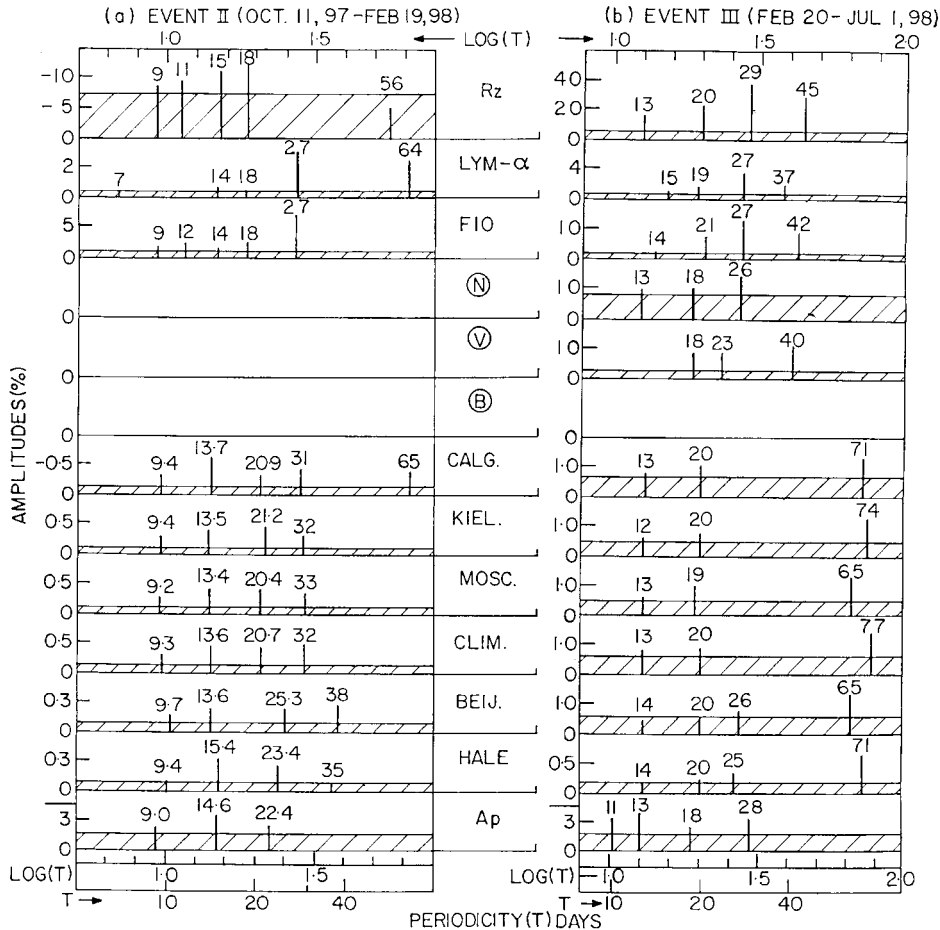 (a) EVENT II (OCT. 11, 97-FEB 19, 98) (b) EVENT III (FEB 20-JUL 1, 98)
1·0 1·5 ← LOG(T) → 1·0 1·5 2·0
-10 9 11 15 18 56 Rz 40 13 20 29 45
-5 20
0 0
2 7 14 18 27 64 LYM-α 4 15 19 27 37
0 0
5 9 12 14 18 27 F10 10 14 21 27 42
0 0
Ⓝ 10 13 18 26
0 0
Ⓥ 10 18 23 40
0 0
Ⓑ
0 0
-0·5 9·4 13·7 20·9 31 65 CALG. 1·0 13 20 71
0 0
0·5 9·4 13·5 21·2 32 KIEL. 1·0 12 20 74
0 0
0·5 9·2 13·4 20·4 33 MOSC. 1·0 13 19 65
0 0
0·5 9·3 13·6 20·7 32 CLIM. 1·0 13 20 77
0 0
0·3 9·7 13·6 25·3 38 BEIJ. 1·0 14 20 26 65
0 0
0·3 9·4 15·4 23·4 35 HALE 0·5 14 20 25 71
0 0
3 9·0 14·6 22·4 Ap 3 11 13 18 28
0 0
LOG(T) 1·0 1·5 LOG(T) 1·0 1·5 2·0
T → 10 20 40 T → 10 20 40
PERIODICITY(T) DAYS
AMPLITUDES(%)